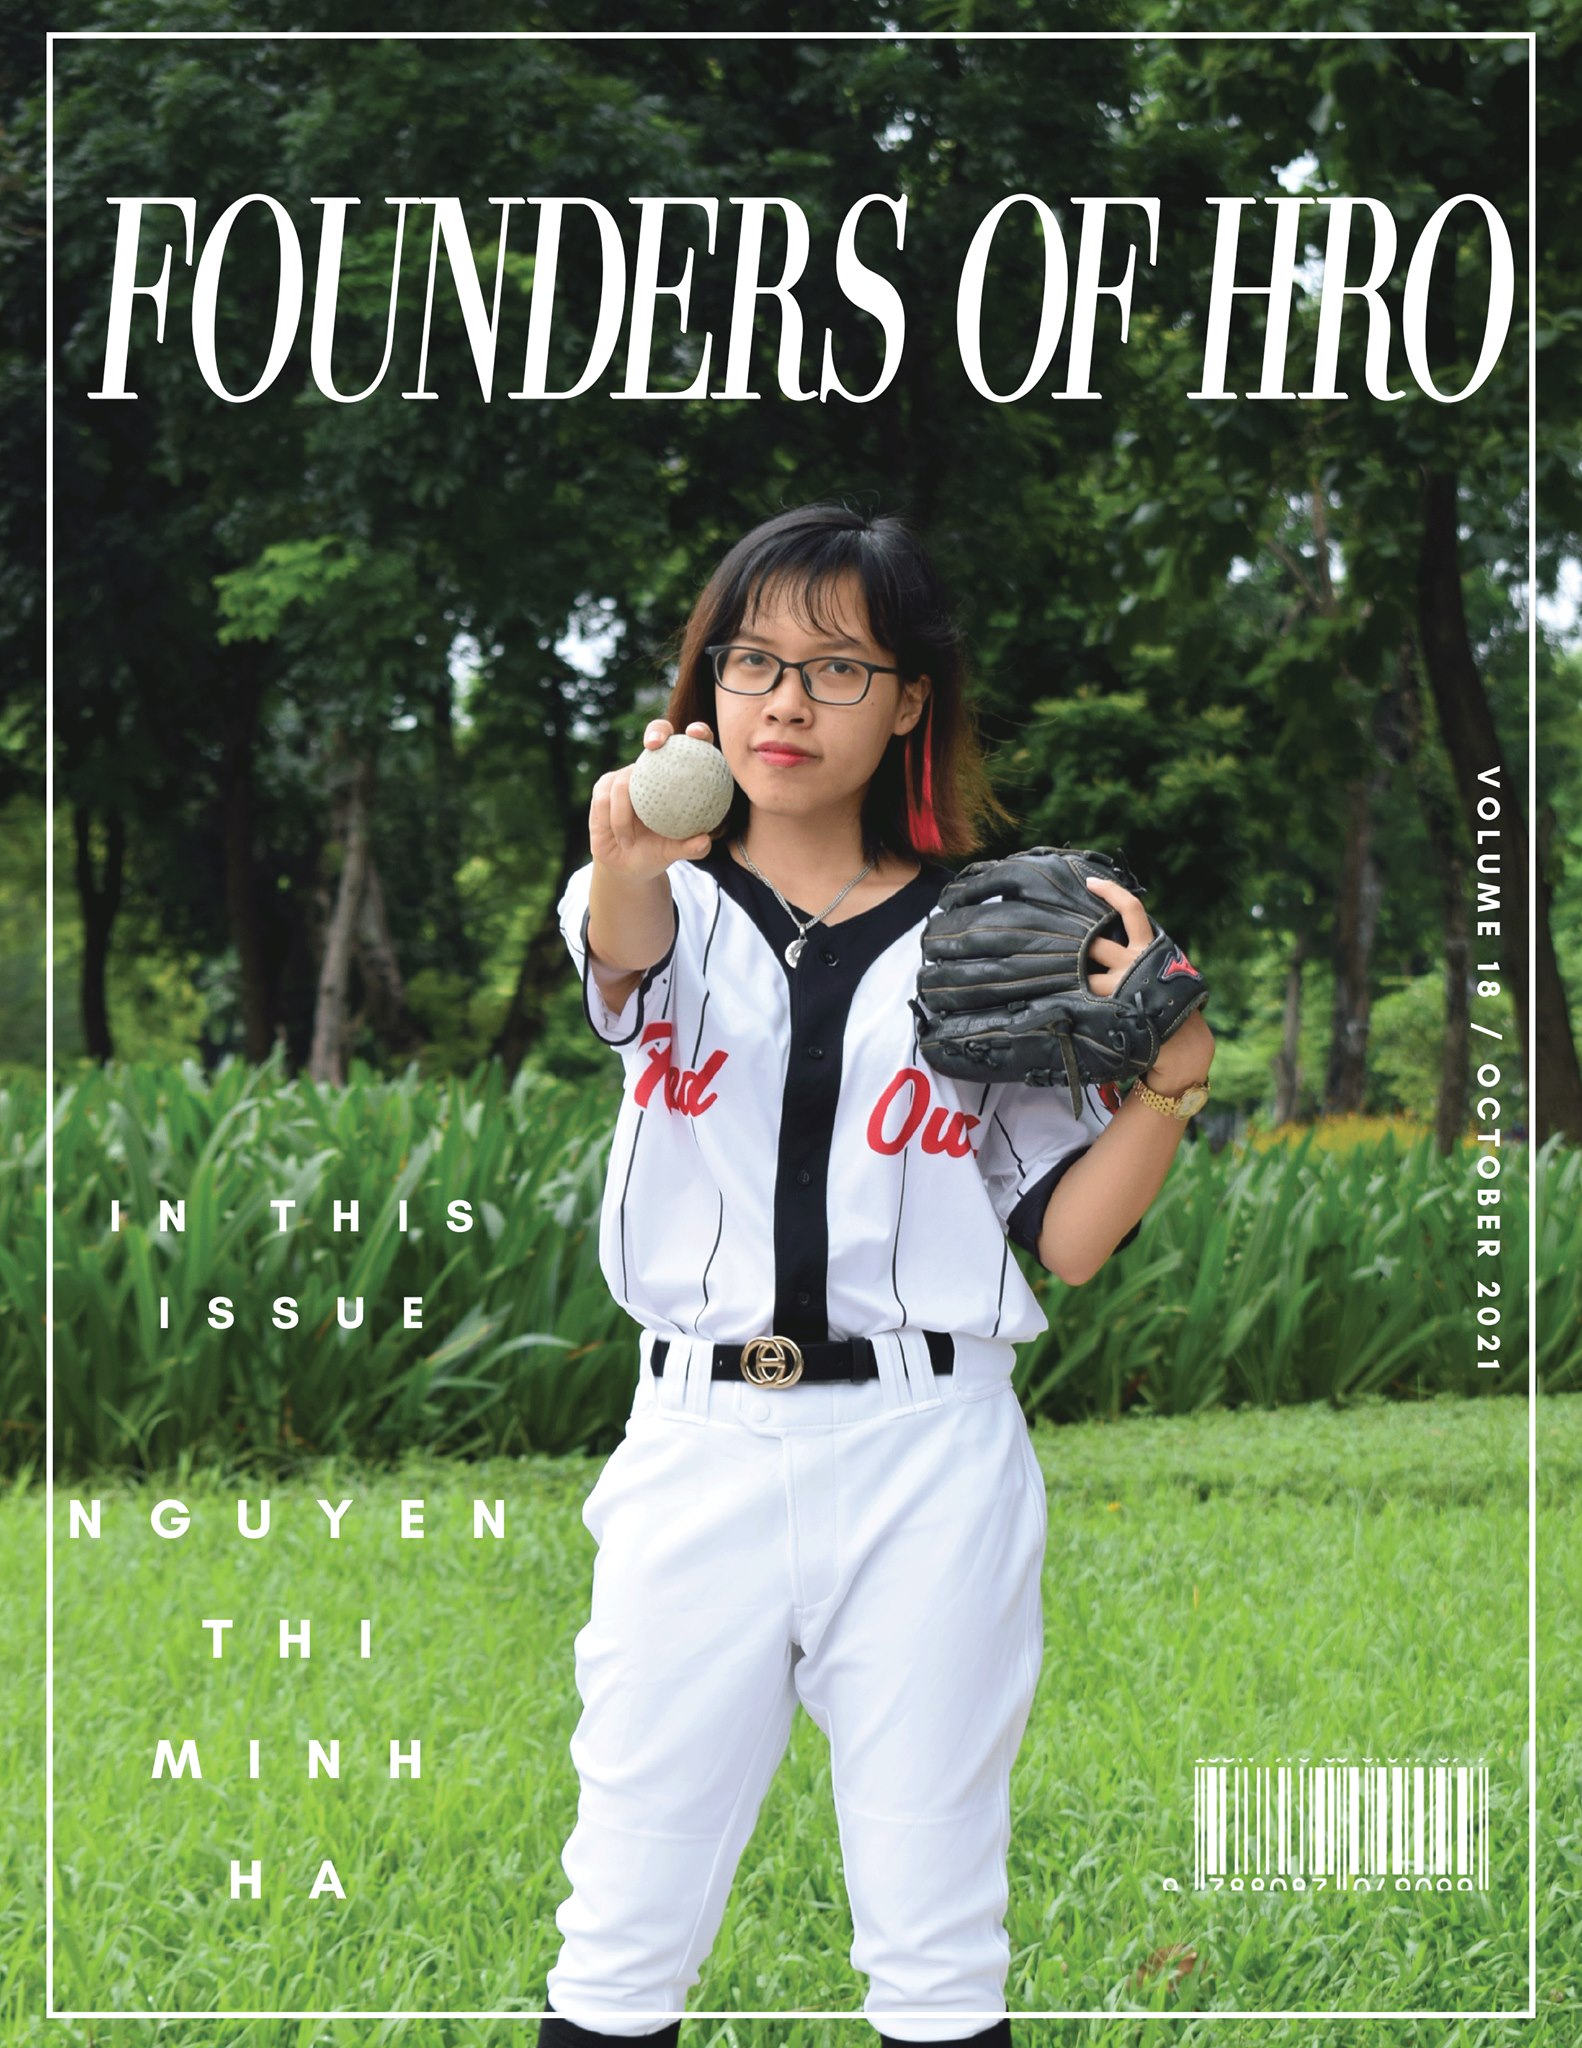 FOUNDERS OF HRO
VOLUME 18 / OCTOBER 2021
IN THIS
ISSUE
NGUYEN
THI
MINH
HA